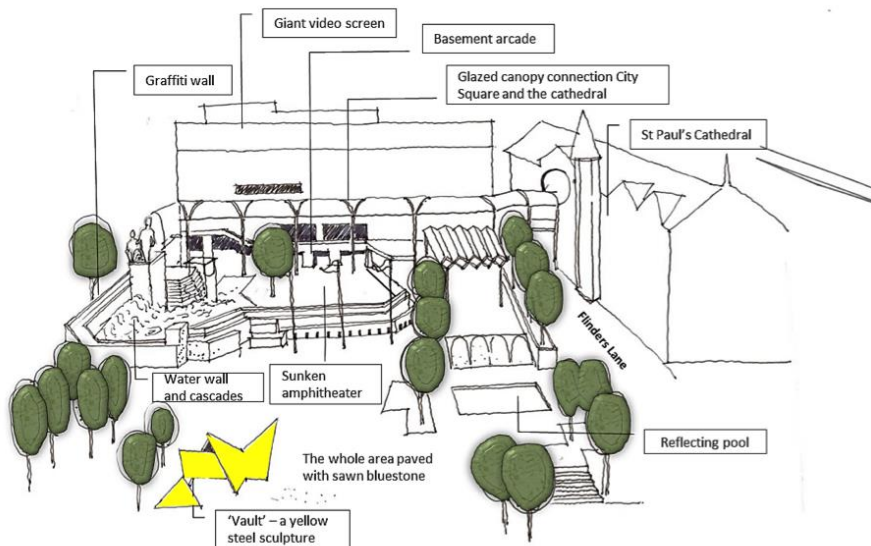 Giant video screen
Basement arcade
Graffiti wall
Glazed canopy connection City
Square and the cathedral
St Paul's Cathedral
Flinders Lane
Water wall
and cascades
Sunken
amphitheater
Reflecting pool
The whole area paved
with sawn bluestone
‘Vault’ – a yellow
steel sculpture